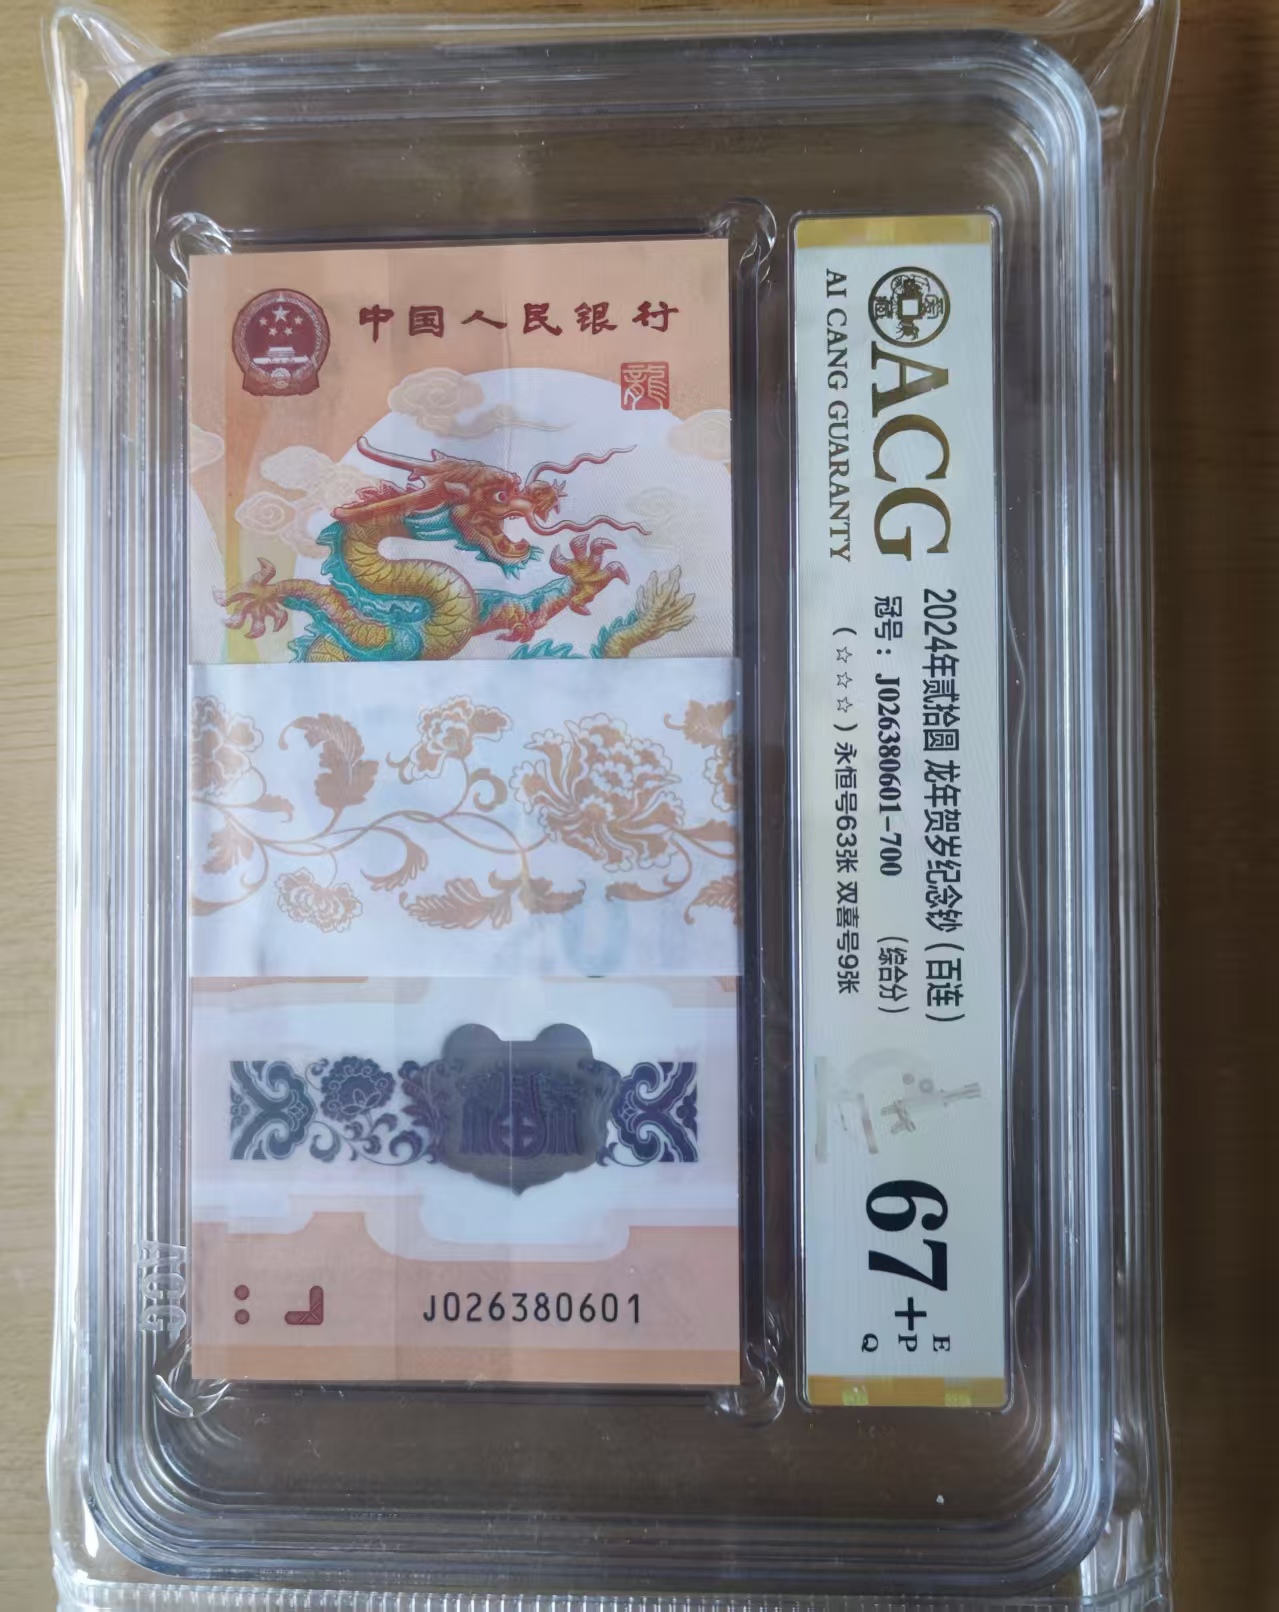 中国人民银行
龍
J026380601
ACG
AI CANG GUARANTY
2024年贰拾圆 龙年贺岁纪念钞（百连）
冠号：J026380601-700 （综合分）
（☆☆☆）永恒号63张 双喜号9张
67+
E
P
Q
ACG